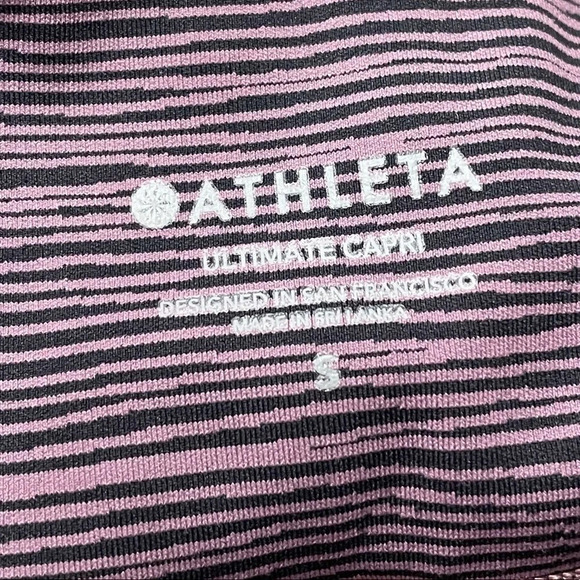 ATHLETA
ULTIMATE CAPRI
DESIGNED IN SAN FRANCISCO
MADE IN SRI LANKA
S